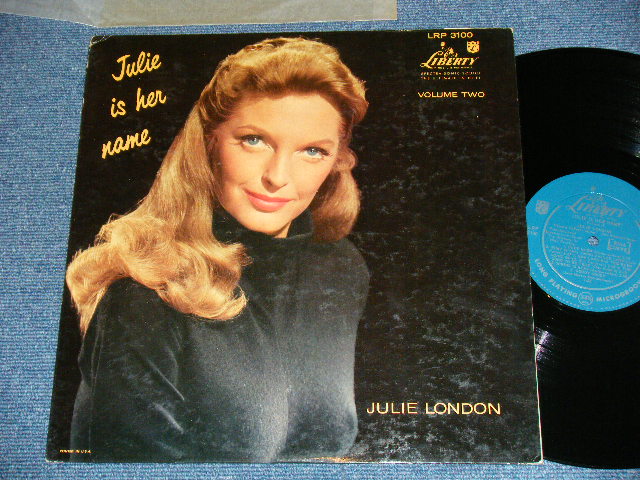 Julie
is her
name
LRP 3100
LIBERTY
VOLUME TWO
JULIE LONDON
LIBERTY
LONG PLAYING MICROGROOVE